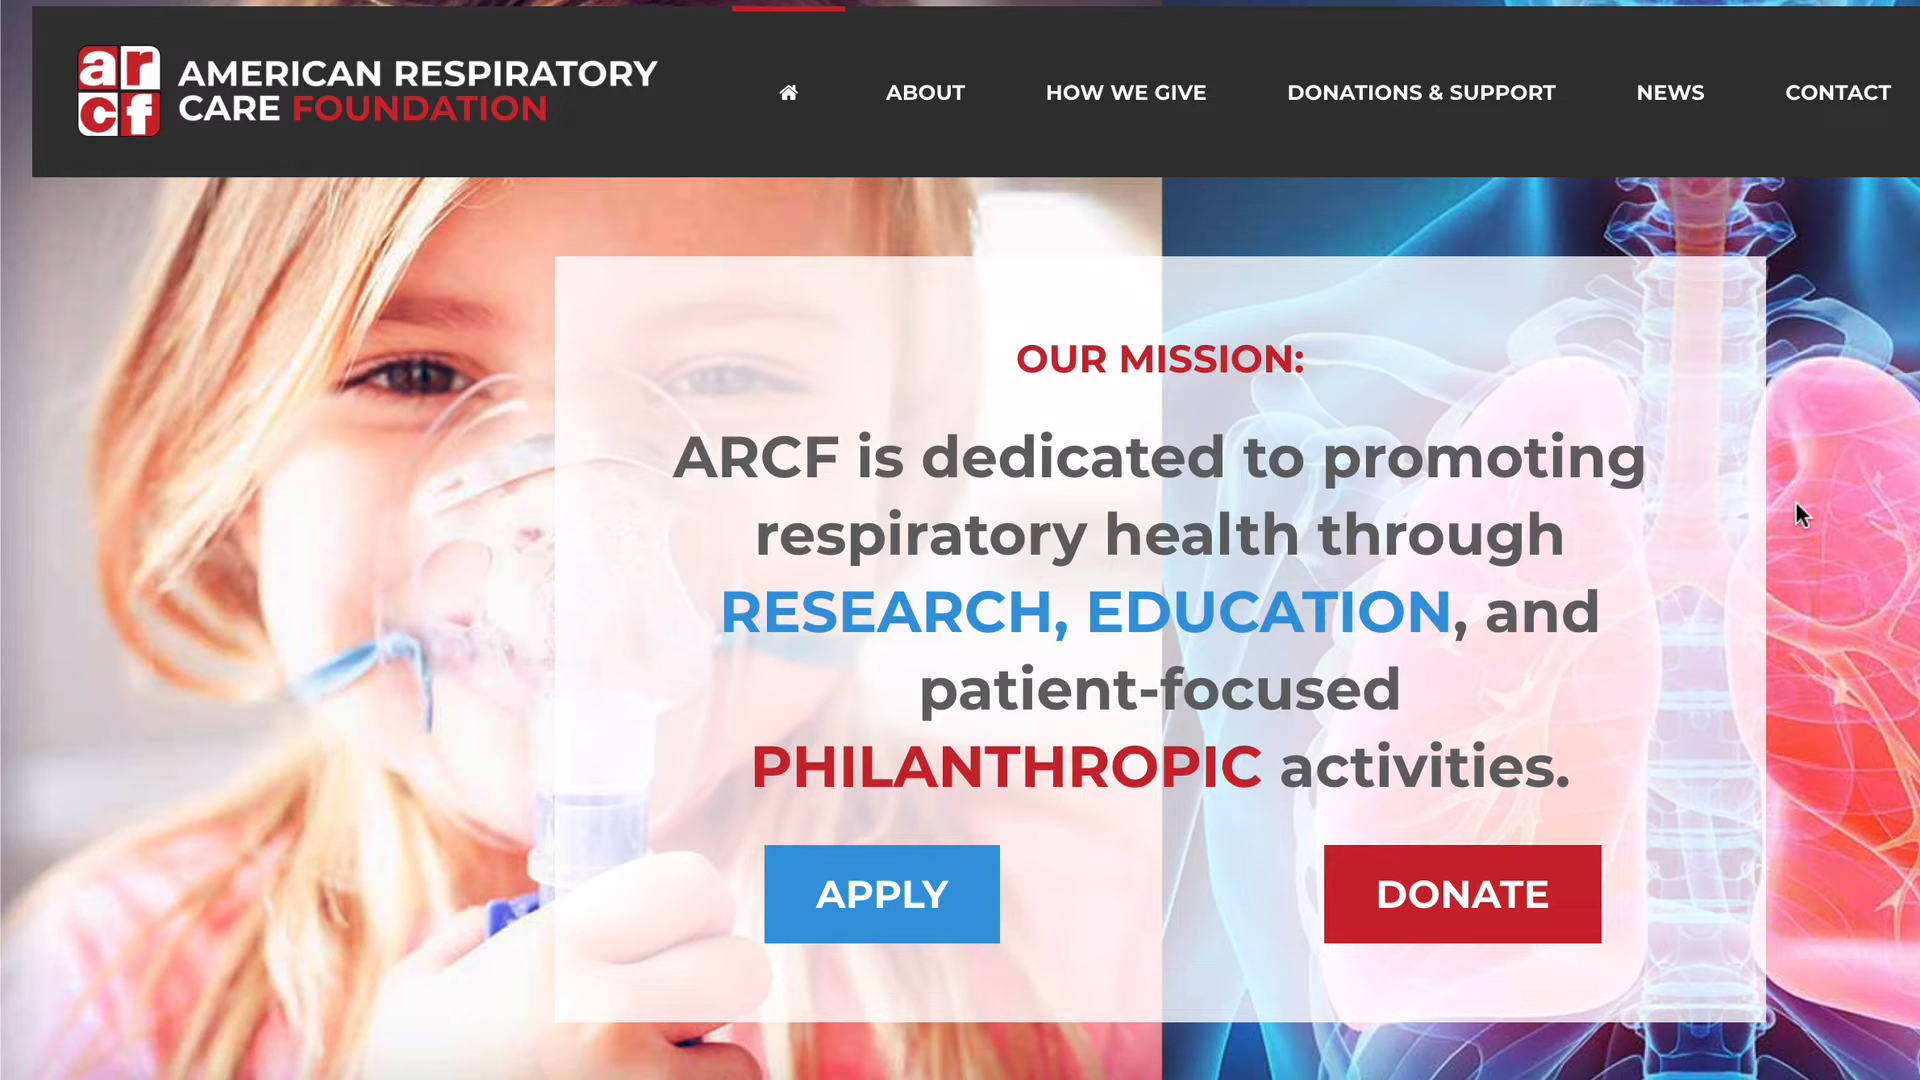 ar
cf
AMERICAN RESPIRATORY
CARE FOUNDATION
ABOUT
HOW WE GIVE
DONATIONS & SUPPORT
NEWS
CONTACT
OUR MISSION:
ARCF is dedicated to promoting
respiratory health through
RESEARCH, EDUCATION, and
patient-focused
PHILANTHROPIC activities.
APPLY
DONATE